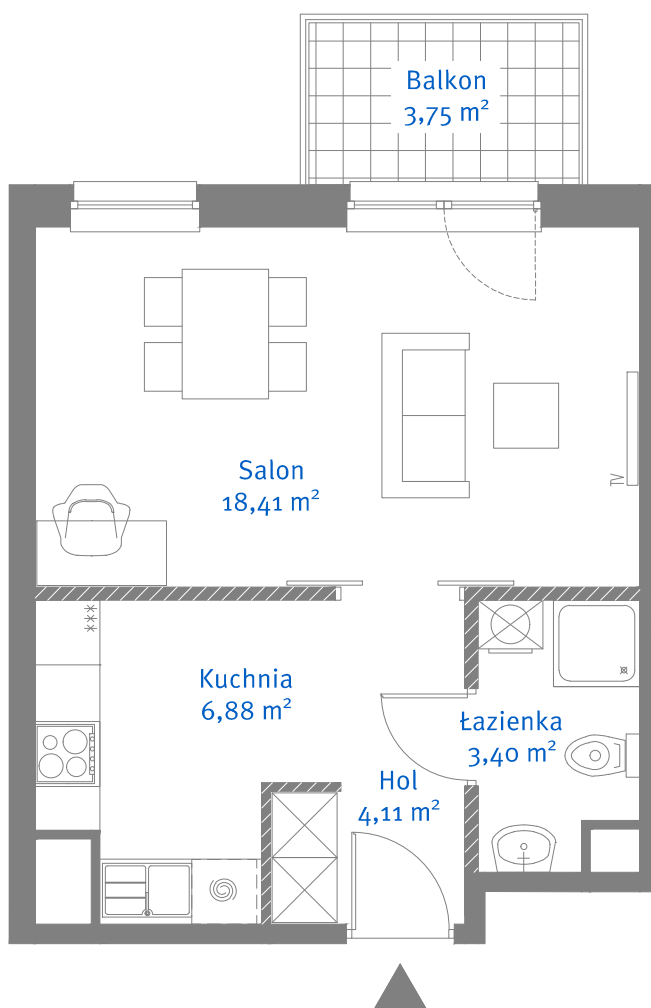 Balkon
3,75 m²
Salon
18,41 m²
TV
Kuchnia
6,88 m²
Łazienka
3,40 m²
Hol
4,11 m²